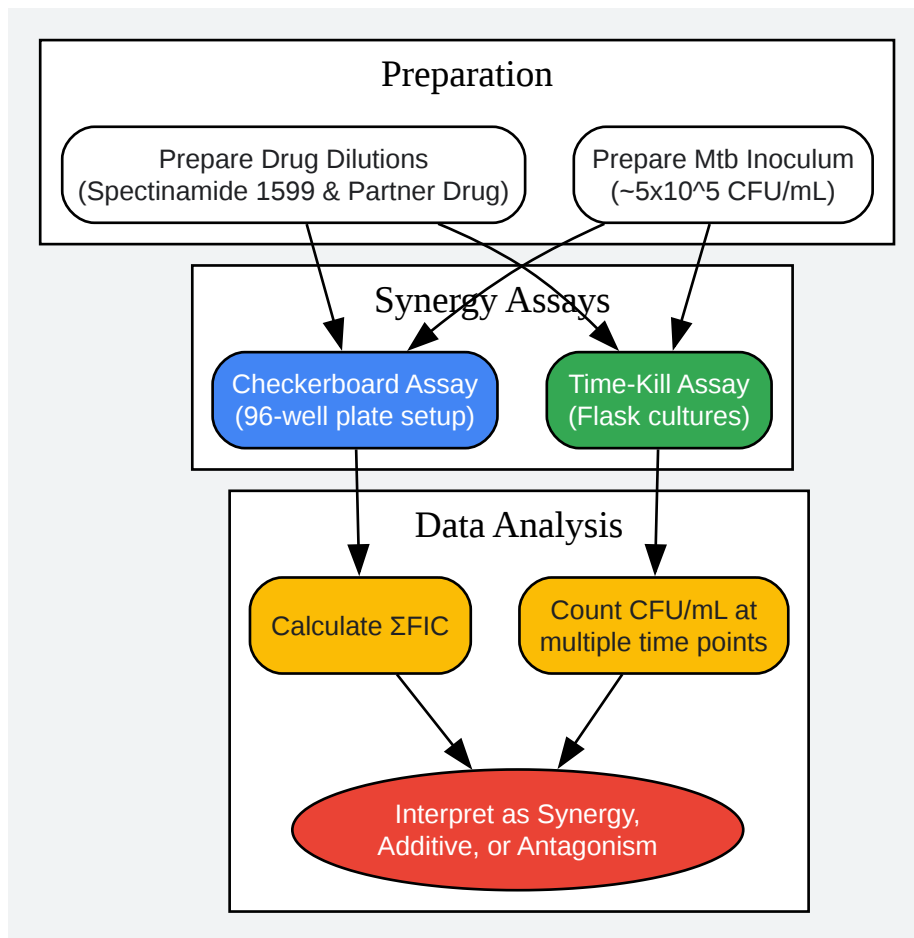 Preparation
Prepare Drug Dilutions
(Spectinamide 1599 & Partner Drug)
Prepare Mtb Inoculum
(~5x10^5 CFU/mL)
Synergy Assays
Checkerboard Assay
(96-well plate setup)
Time-Kill Assay
(Flask cultures)
Data Analysis
Calculate ΣFIC
Count CFU/mL at
multiple time points
Interpret as Synergy,
Additive, or Antagonism